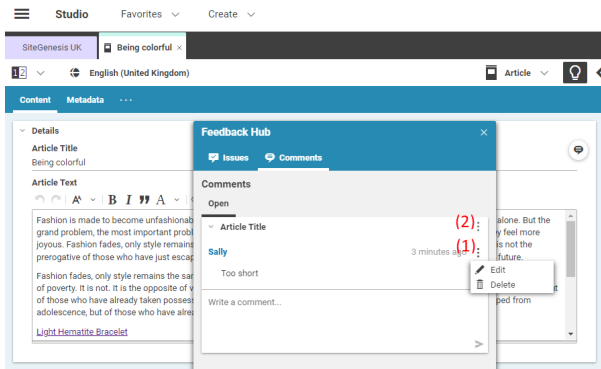 Studio Favorites Create
SiteGenesis UK Being colorful ×
12 English (United Kingdom) Article
Content Metadata ···
Details
Article Title
Being colorful
Article Text
A B I A
Fashion is made to become unfashionab
grand problem, the most important probl
joyous. Fashion fades, only style remains
prerogative of those who have just escap
Fashion fades, only style remains the sar
of poverty. It is not. It is the opposite of v
of those who have already taken possess
adolescence, but of those who have alrea
Light Hematite Bracelet
Feedback Hub ×
Issues Comments
Comments
Open
Article Title (2)
Sally 3 minutes ago (1)
Too short
Edit
Delete
Write a comment...
alone. But the
feel more
is not the
future.
ped from